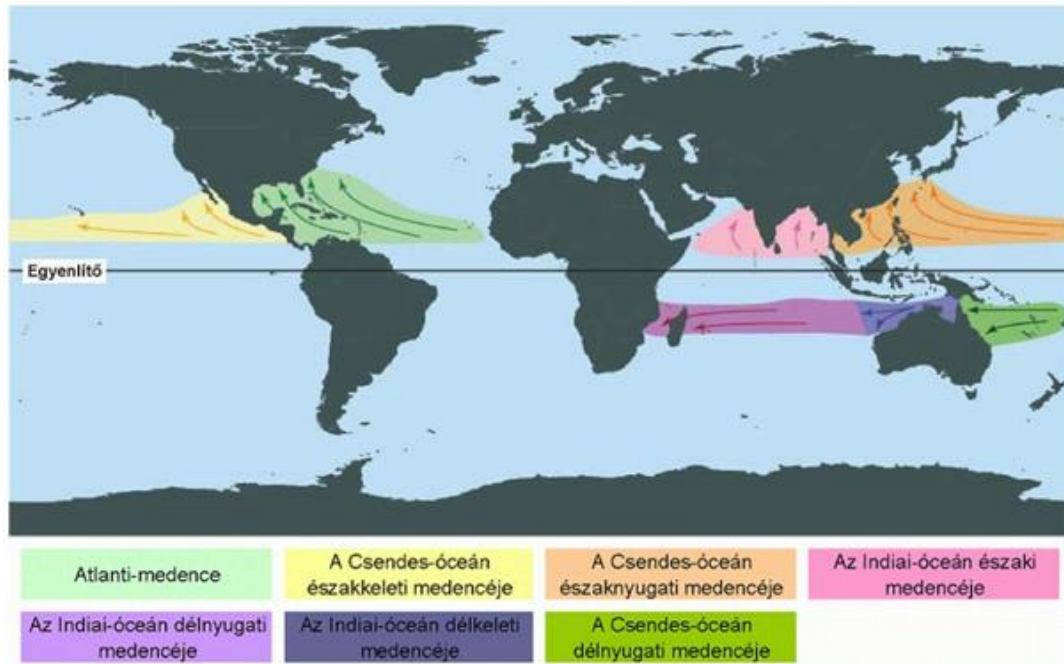 Egyenlítő
Atlanti-medence
A Csendes-óceán
északkeleti medencéje
A Csendes-óceán
északnyugati medencéje
Az Indiai-óceán északi
medencéje
Az Indiai-óceán délnyugati
medencéje
Az Indiai-óceán délkeleti
medencéje
A Csendes-óceán
délnyugati medencéje